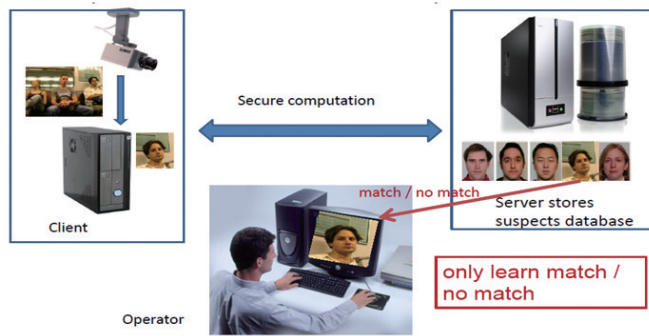 Secure computation
match / no match
Client
Server stores
suspects database
only learn match /
no match
Operator